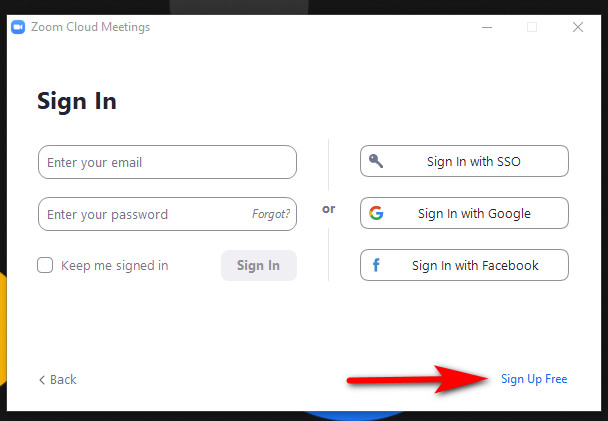 Zoom Cloud Meetings
Sign In
Enter your email
Enter your password Forgot?
Keep me signed in Sign In
or
Sign In with SSO
Sign In with Google
Sign In with Facebook
Back
Sign Up Free